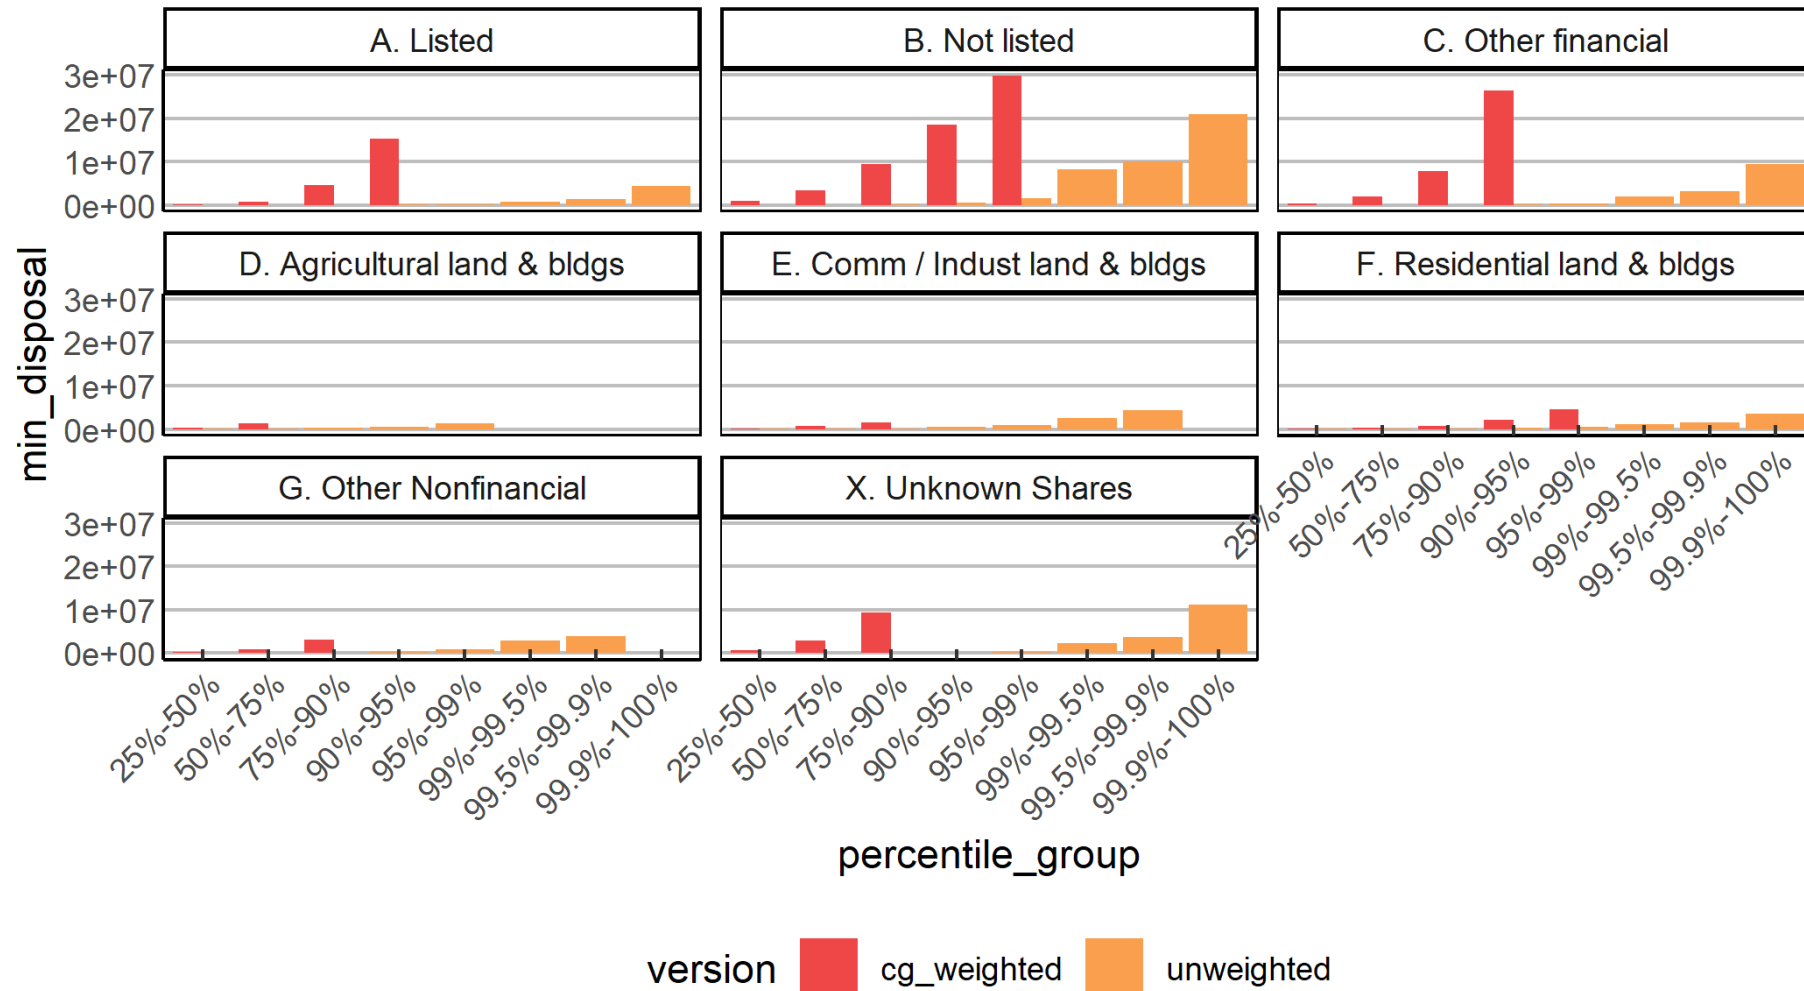 A. Listed
B. Not listed
C. Other financial
3e+07
2e+07
1e+07
0e+00
D. Agricultural land & bldgs
E. Comm / Indust land & bldgs
F. Residential land & bldgs
3e+07
2e+07
1e+07
0e+00
min_disposal
25%-50%
50%-75%
75%-90%
90%-95%
95%-99%
99%-99.5%
99.5%-99.9%
99.9%-100%
G. Other Nonfinancial
X. Unknown Shares
3e+07
2e+07
1e+07
0e+00
25%-50%
50%-75%
75%-90%
90%-95%
95%-99%
99%-99.5%
99.5%-99.9%
99.9%-100%
25%-50%
50%-75%
75%-90%
90%-95%
95%-99%
99%-99.5%
99.5%-99.9%
99.9%-100%
percentile_group
version cg_weighted unweighted